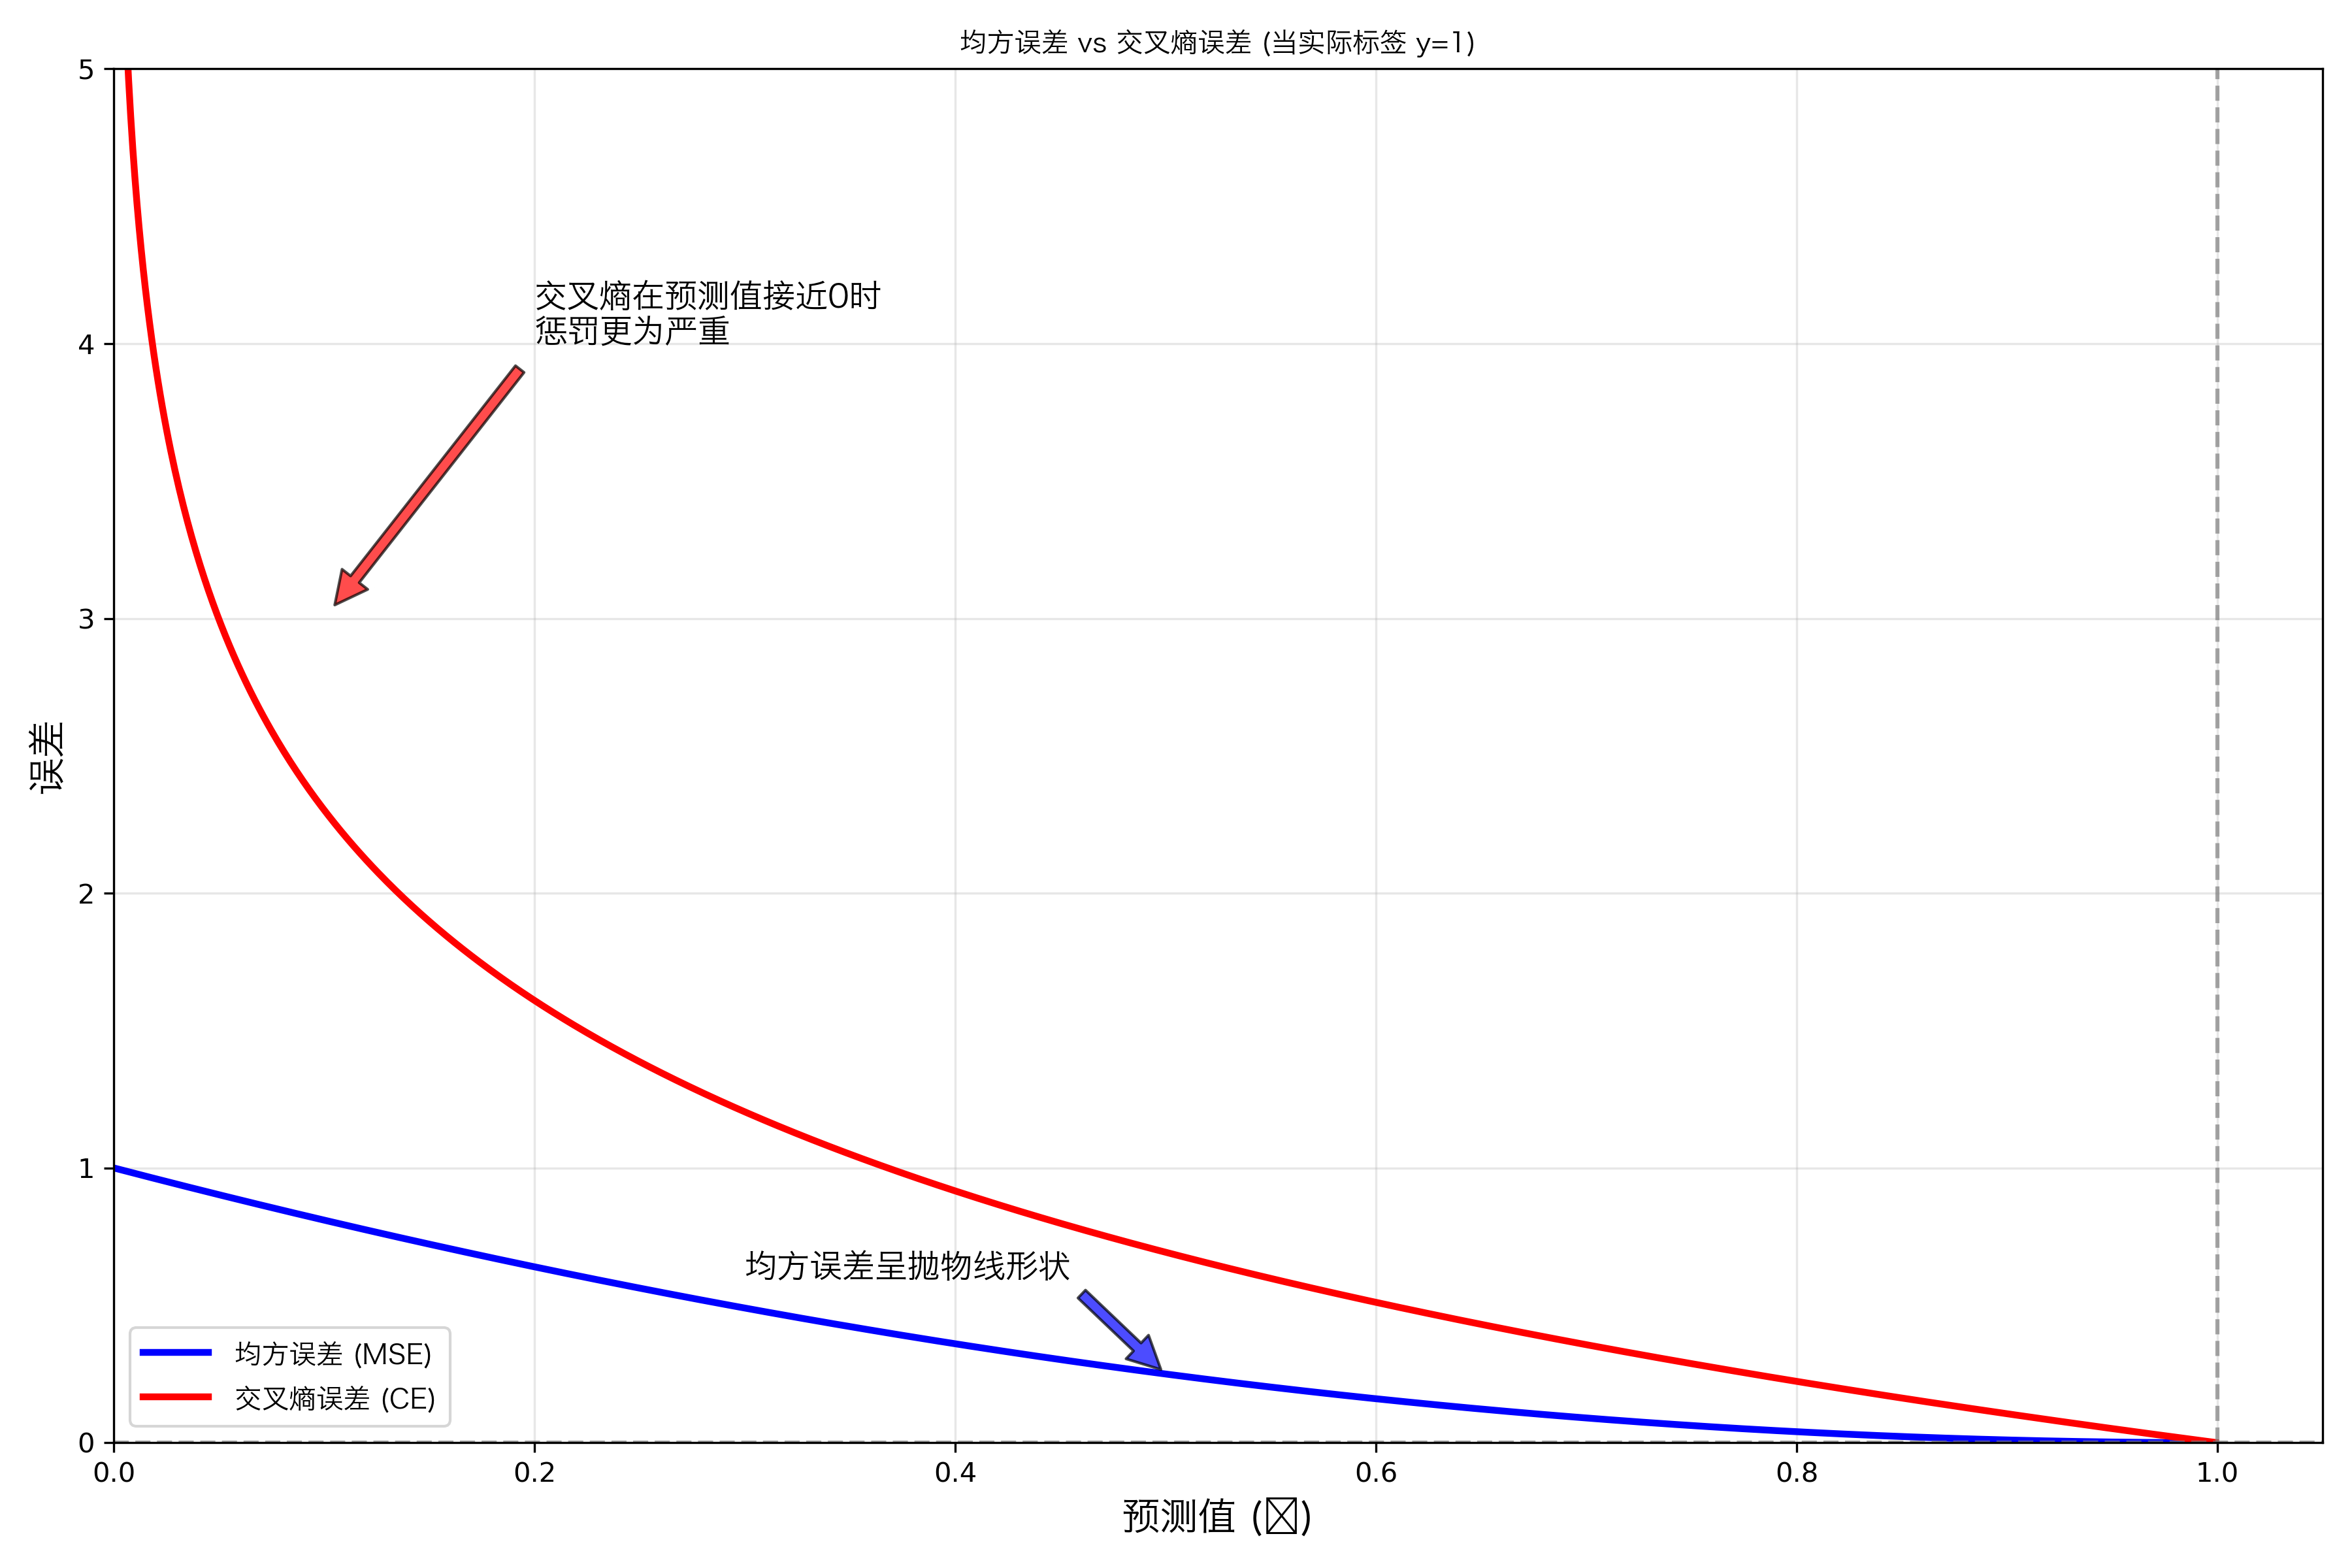 均方误差 vs 交叉熵误差 (当实际标签 y=1)
5
4
3
2
1
0
误差
交叉熵在预测值接近0时
惩罚更为严重
均方误差呈抛物线形状
均方误差 (MSE)
交叉熵误差 (CE)
0.0 0.2 0.4 0.6 0.8 1.0
预测值 ()